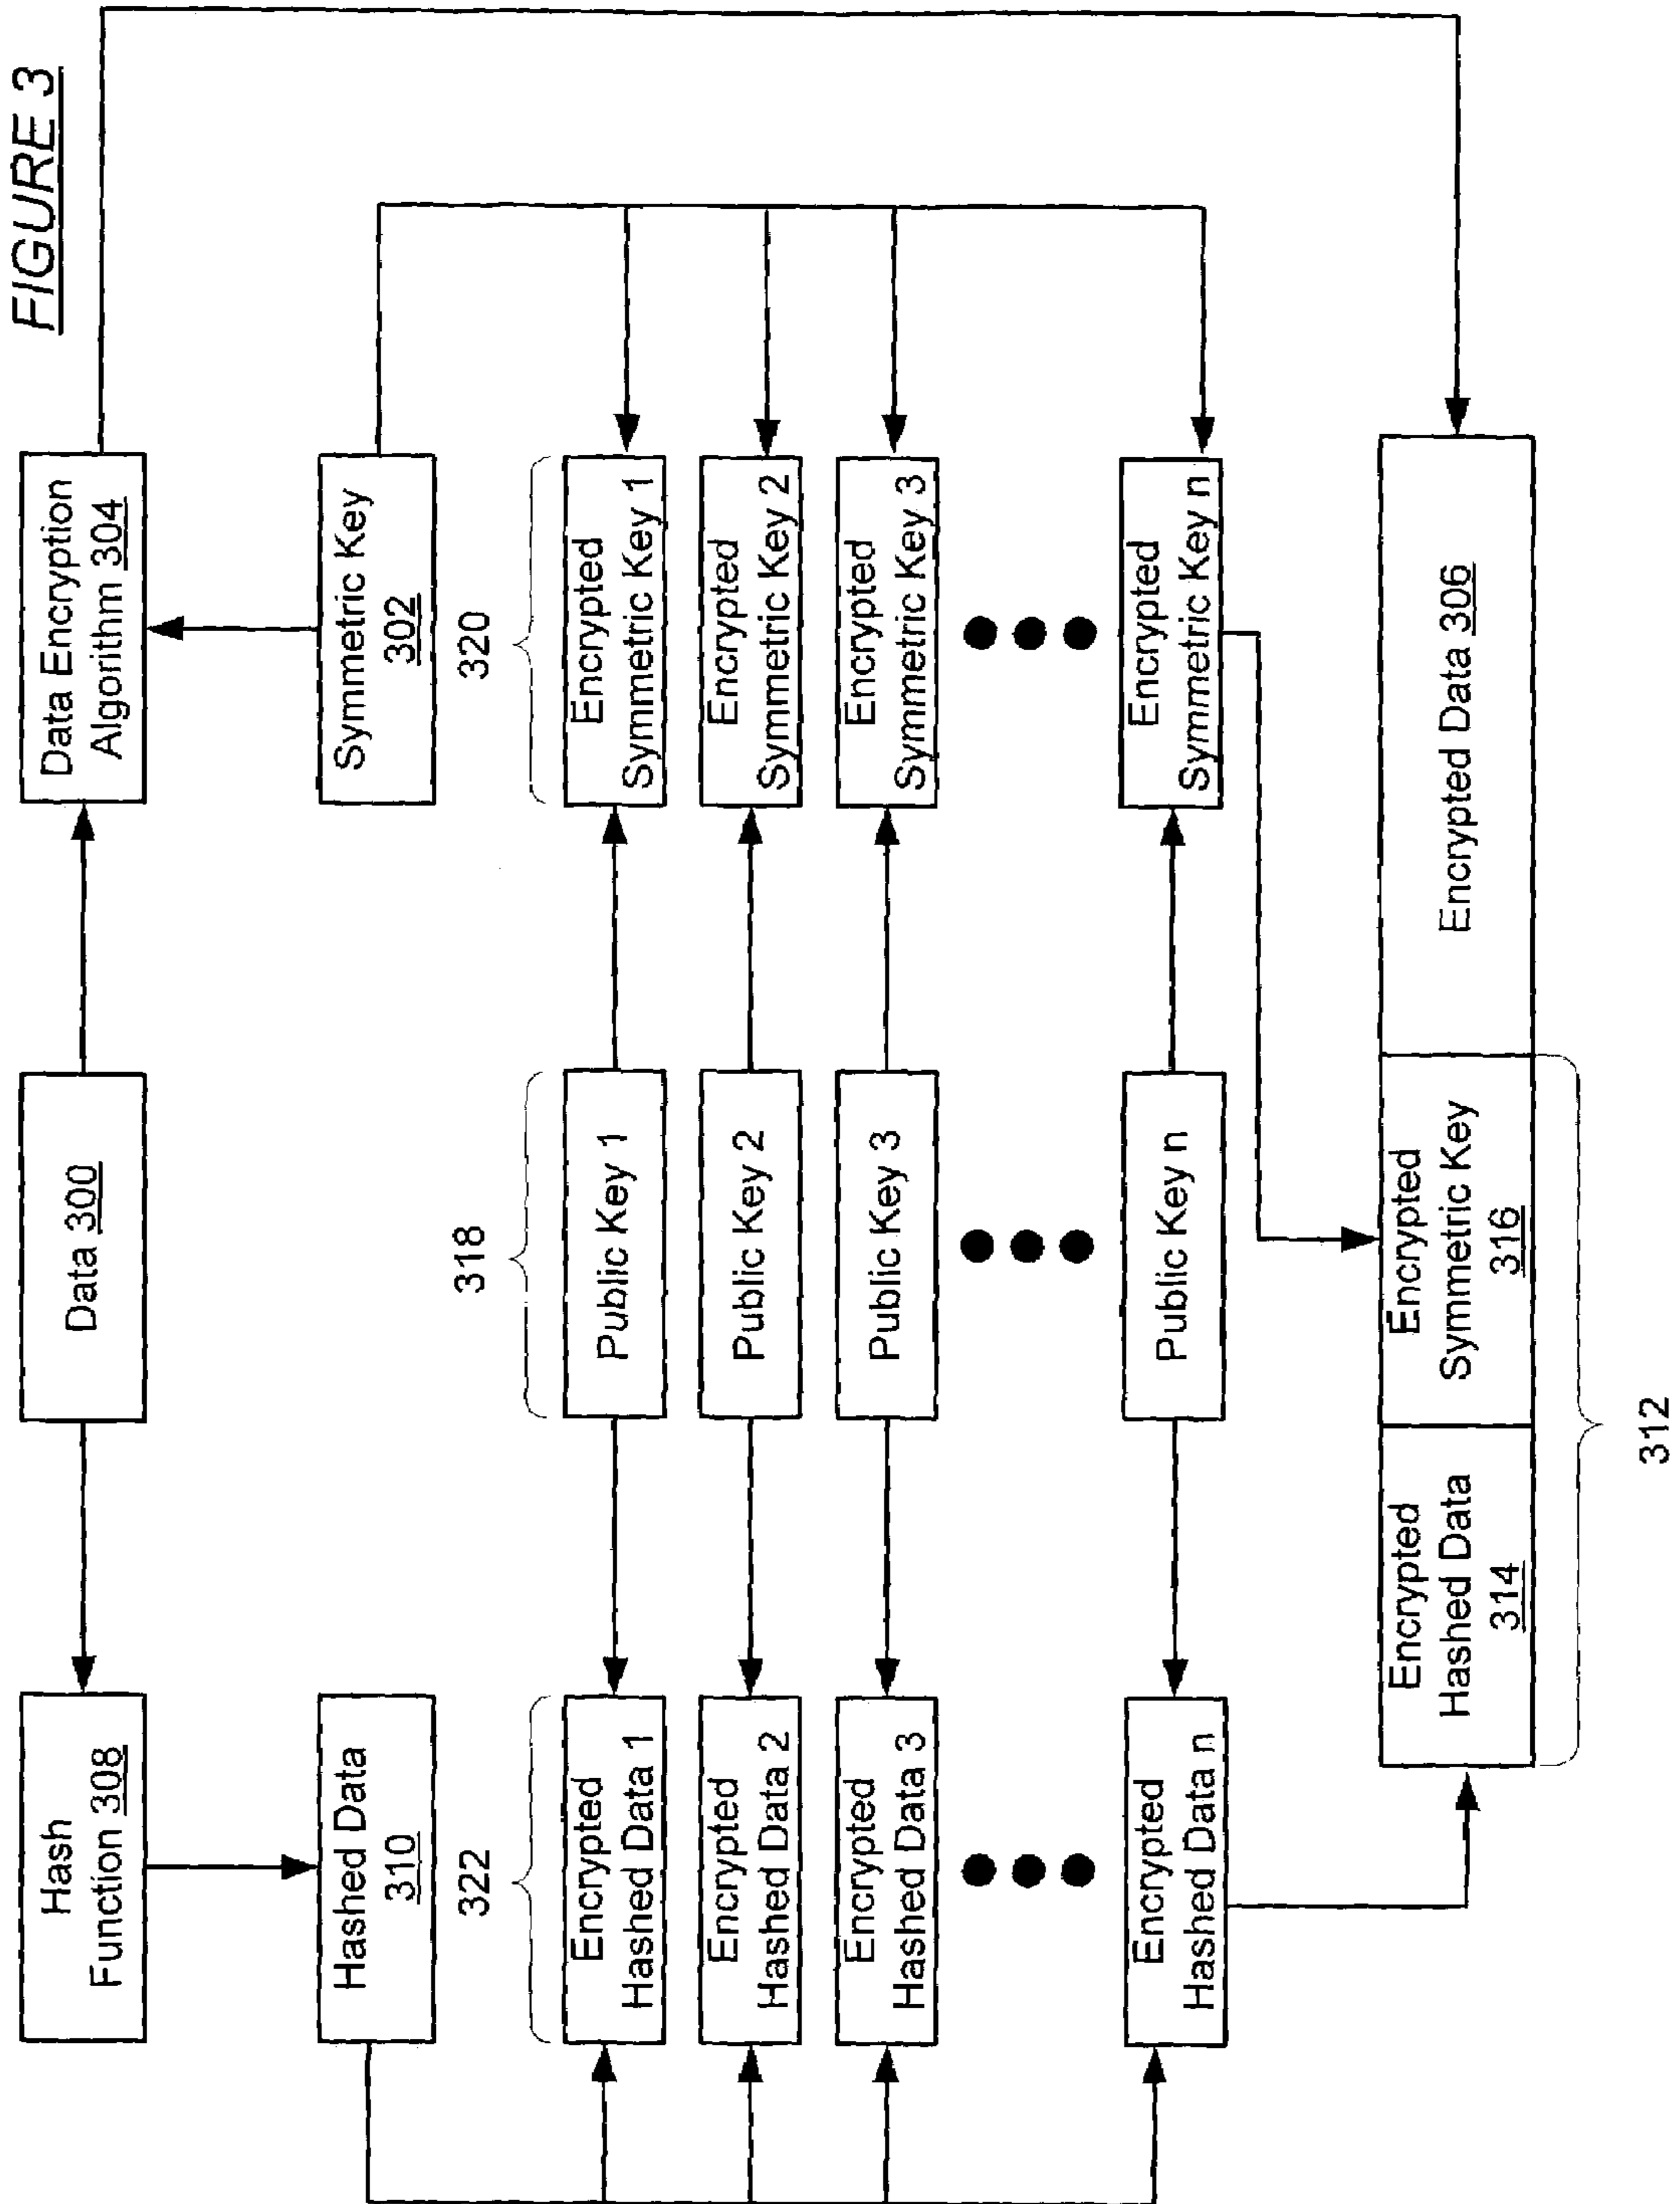 FIGURE 3
Hash
Function 308
Data 300
Data Encryption
Algorithm 304
Hashed Data
310
Symmetric Key
302
322
318
320
Encrypted
Hashed Data 1
Public Key 1
Encrypted
Symmetric Key 1
Encrypted
Hashed Data 2
Public Key 2
Encrypted
Symmetric Key 2
Encrypted
Hashed Data 3
Public Key 3
Encrypted
Symmetric Key 3
Encrypted
Hashed Data n
Public Key n
Encrypted
Symmetric Key n
Encrypted
Hashed Data
314
Encrypted
Symmetric Key
316
Encrypted Data 306
312